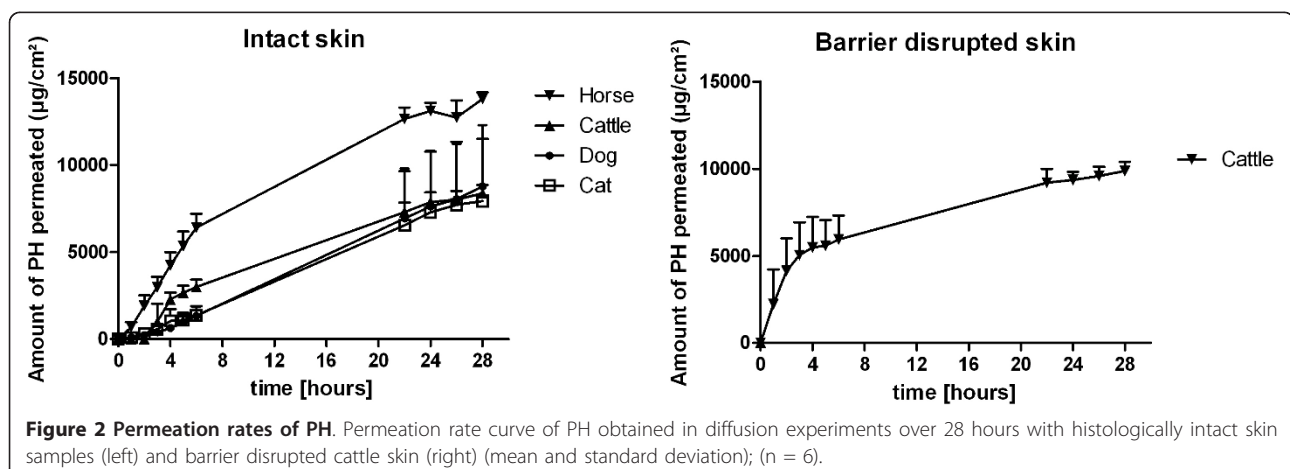 Intact skin
Amount of PH permeated (µg/cm²)
15000
10000
5000
0
0 4 8 12 16 20 24 28
time [hours]
Horse
Cattle
Dog
Cat
Barrier disrupted skin
Amount of PH permeated (µg/cm²)
15000
10000
5000
0
0 4 8 12 16 20 24 28
time [hours]
Cattle
Figure 2 Permeation rates of PH. Permeation rate curve of PH obtained in diffusion experiments over 28 hours with histologically intact skin
samples (left) and barrier disrupted cattle skin (right) (mean and standard deviation); (n = 6).